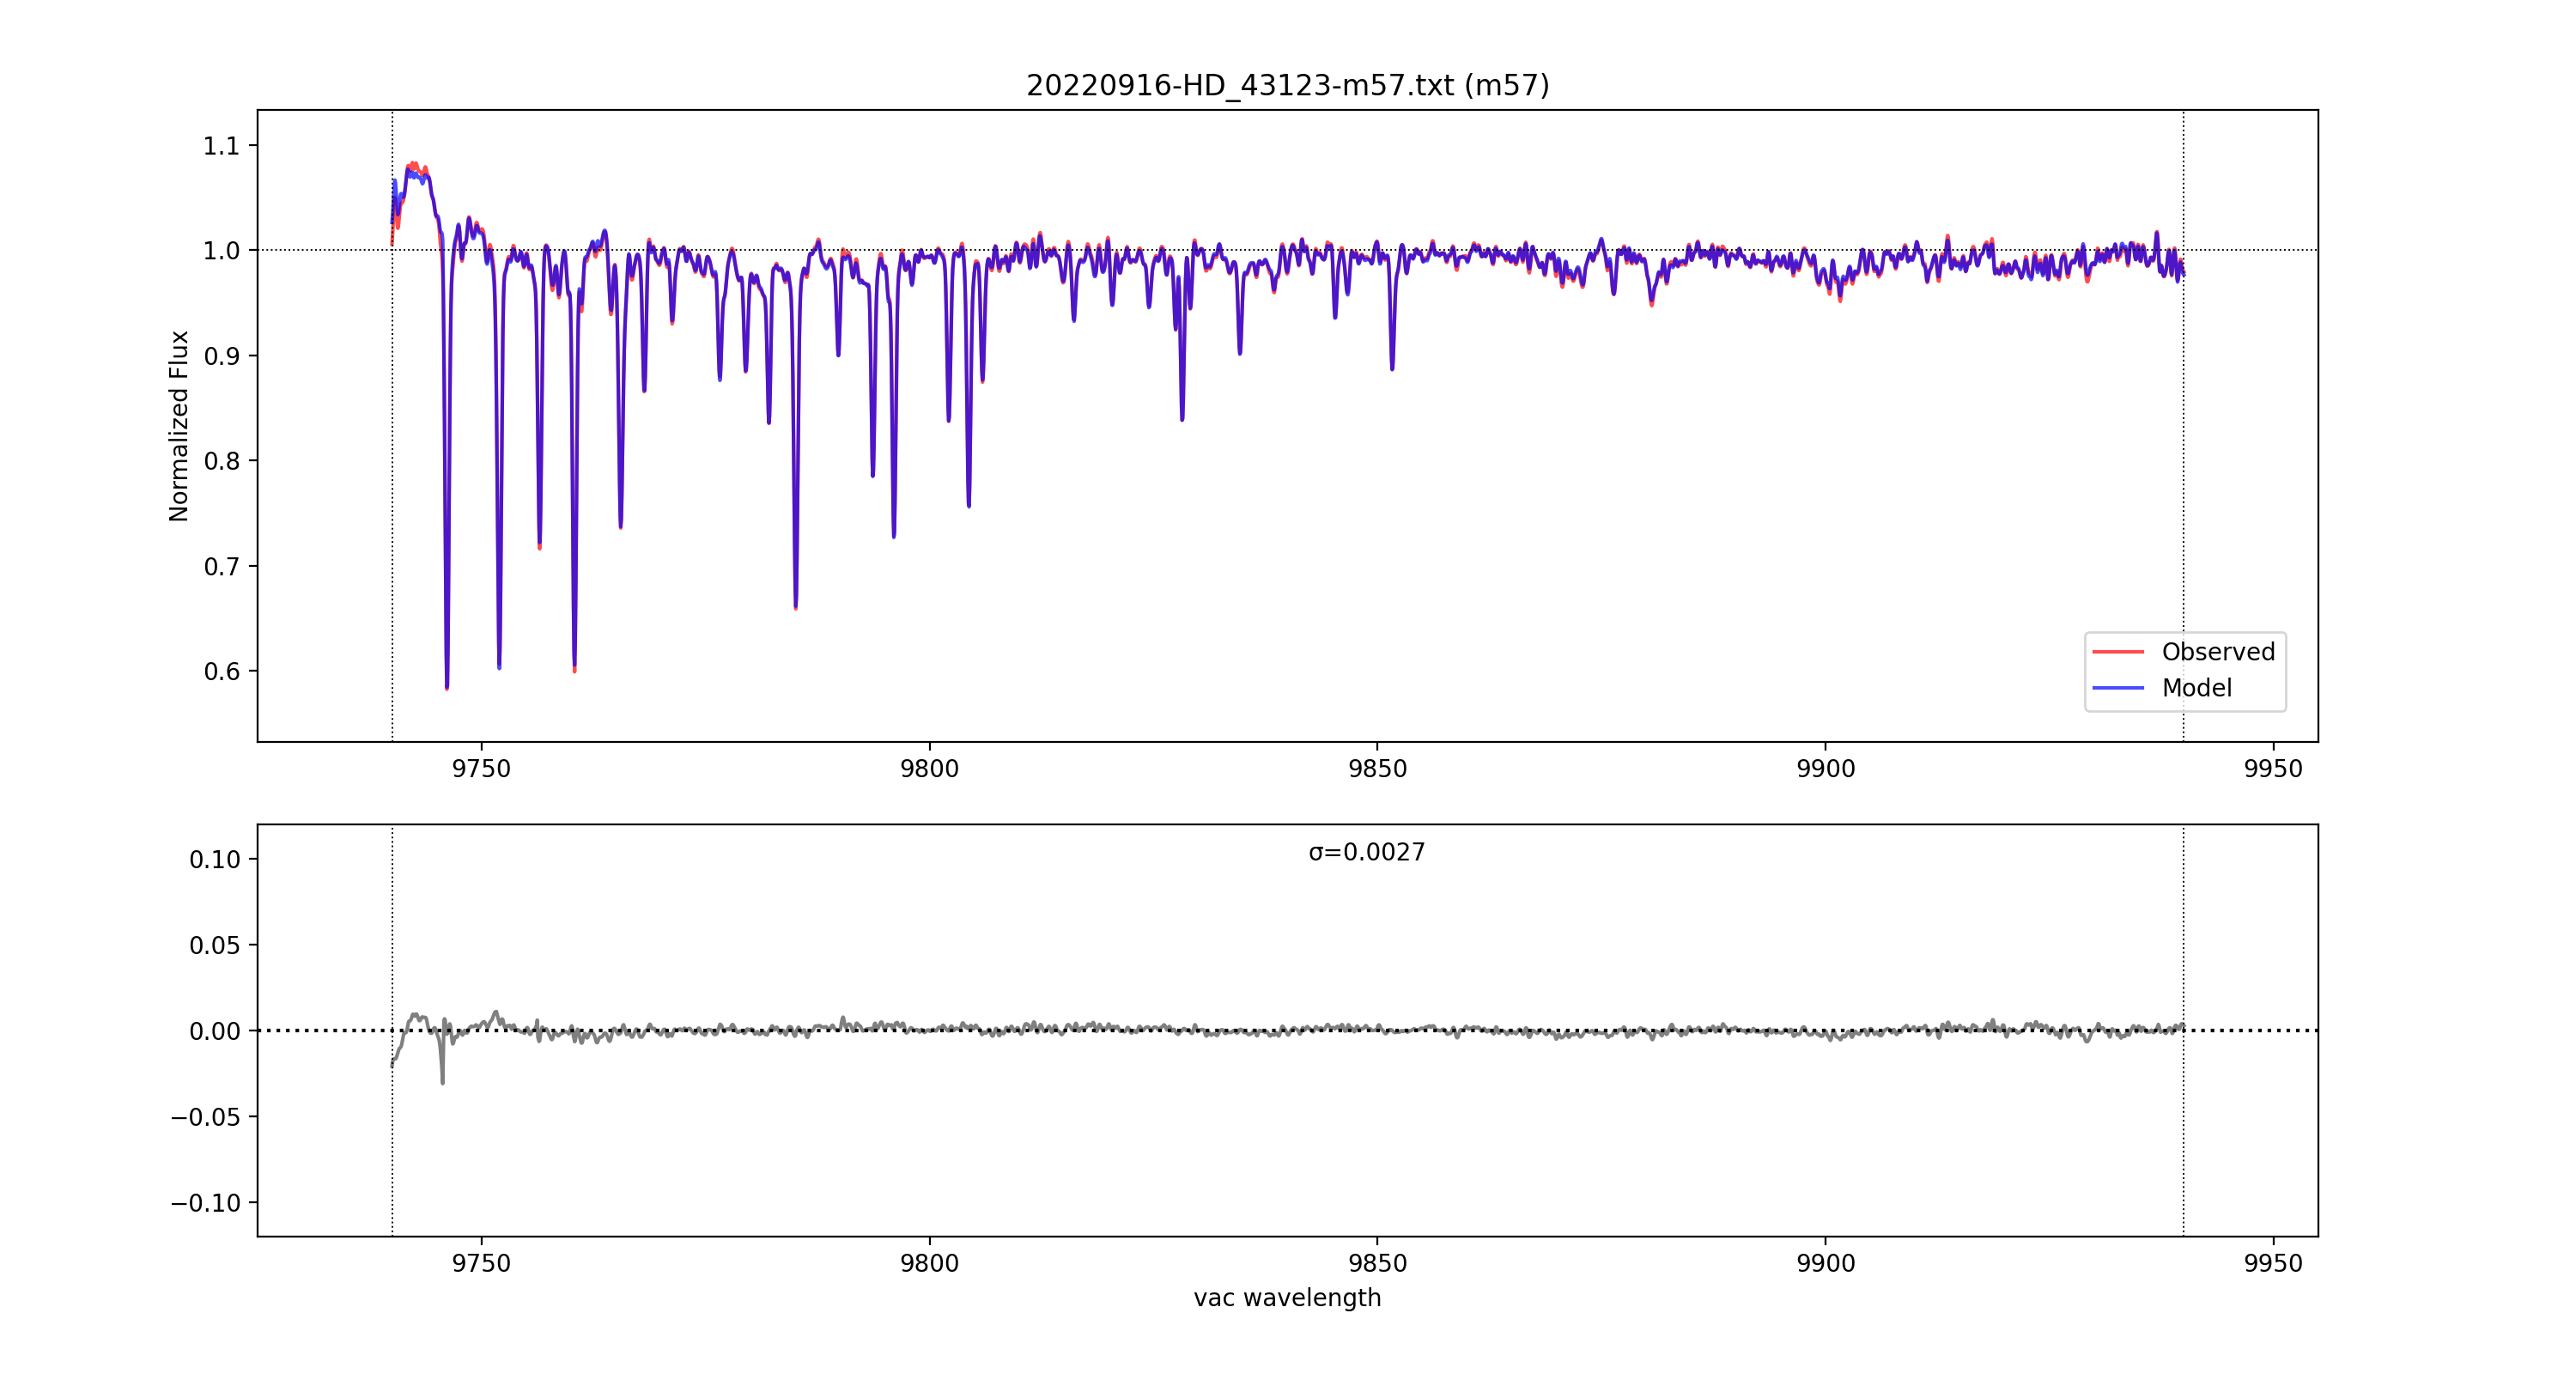 20220916-HD_43123-m57.txt (m57)
1.1
1.0
0.9
0.8
0.7
0.6
Normalized Flux
Observed
Model
9750 9800 9850 9900 9950
σ=0.0027
0.10
0.05
0.00
−0.05
−0.10
9750 9800 9850 9900 9950
vac wavelength